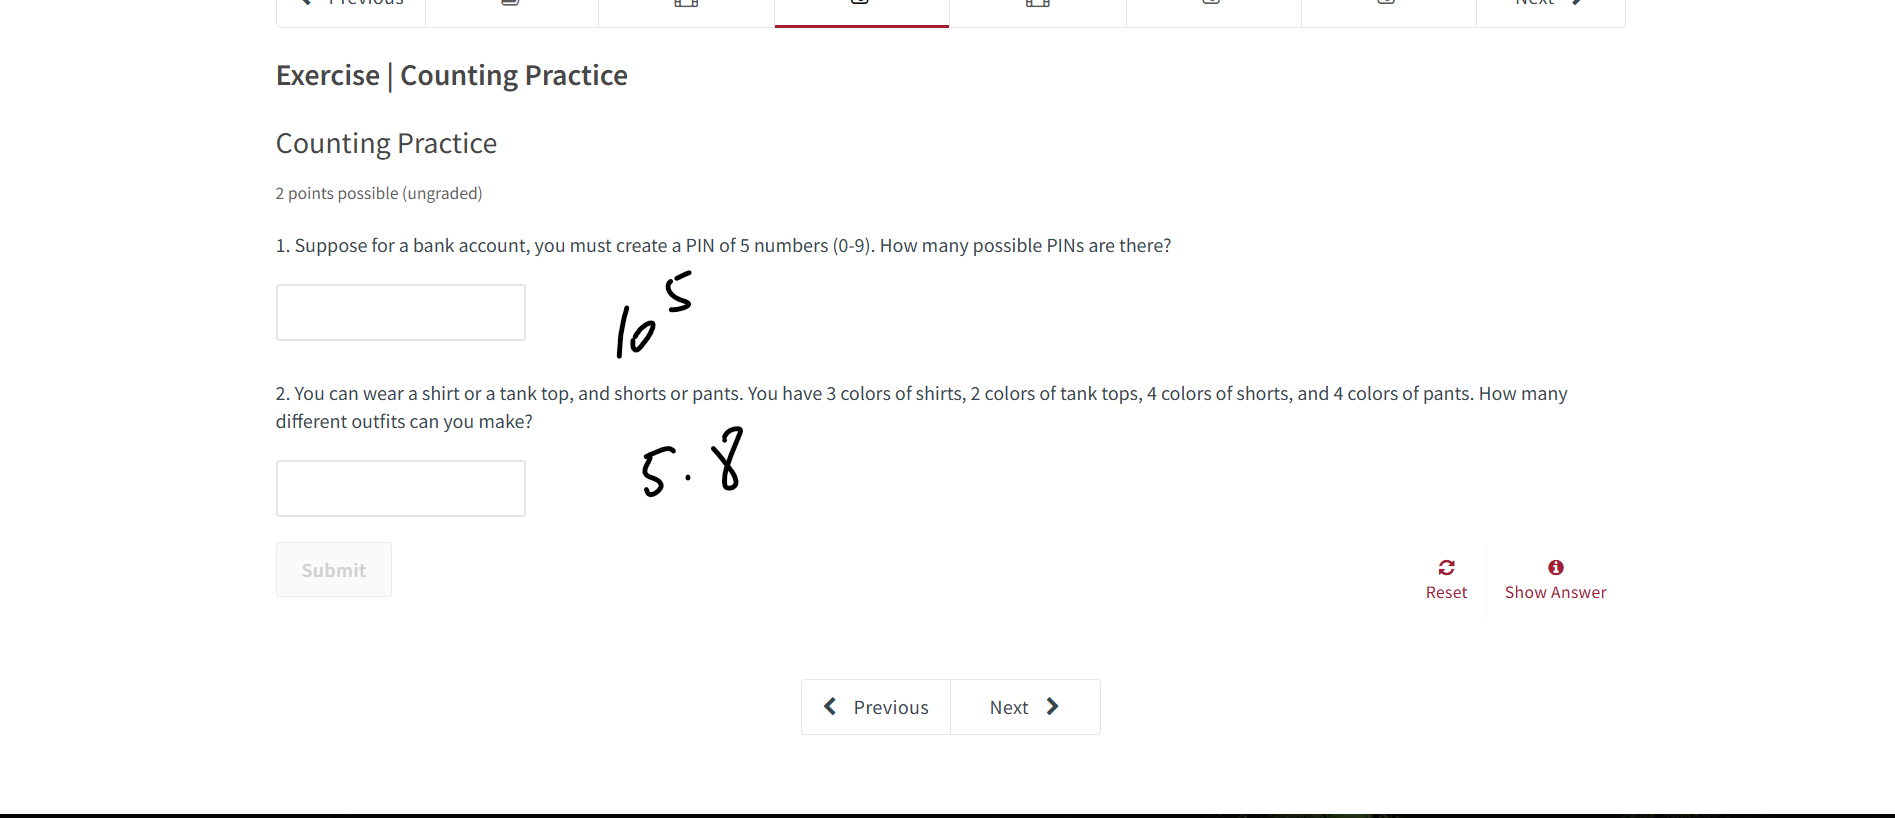 Previous Next
Exercise | Counting Practice
Counting Practice
2 points possible (ungraded)
1. Suppose for a bank account, you must create a PIN of 5 numbers (0-9). How many possible PINs are there?
10⁵
2. You can wear a shirt or a tank top, and shorts or pants. You have 3 colors of shirts, 2 colors of tank tops, 4 colors of shorts, and 4 colors of pants. How many
different outfits can you make?
5 · 8
Submit
Reset Show Answer
Previous Next